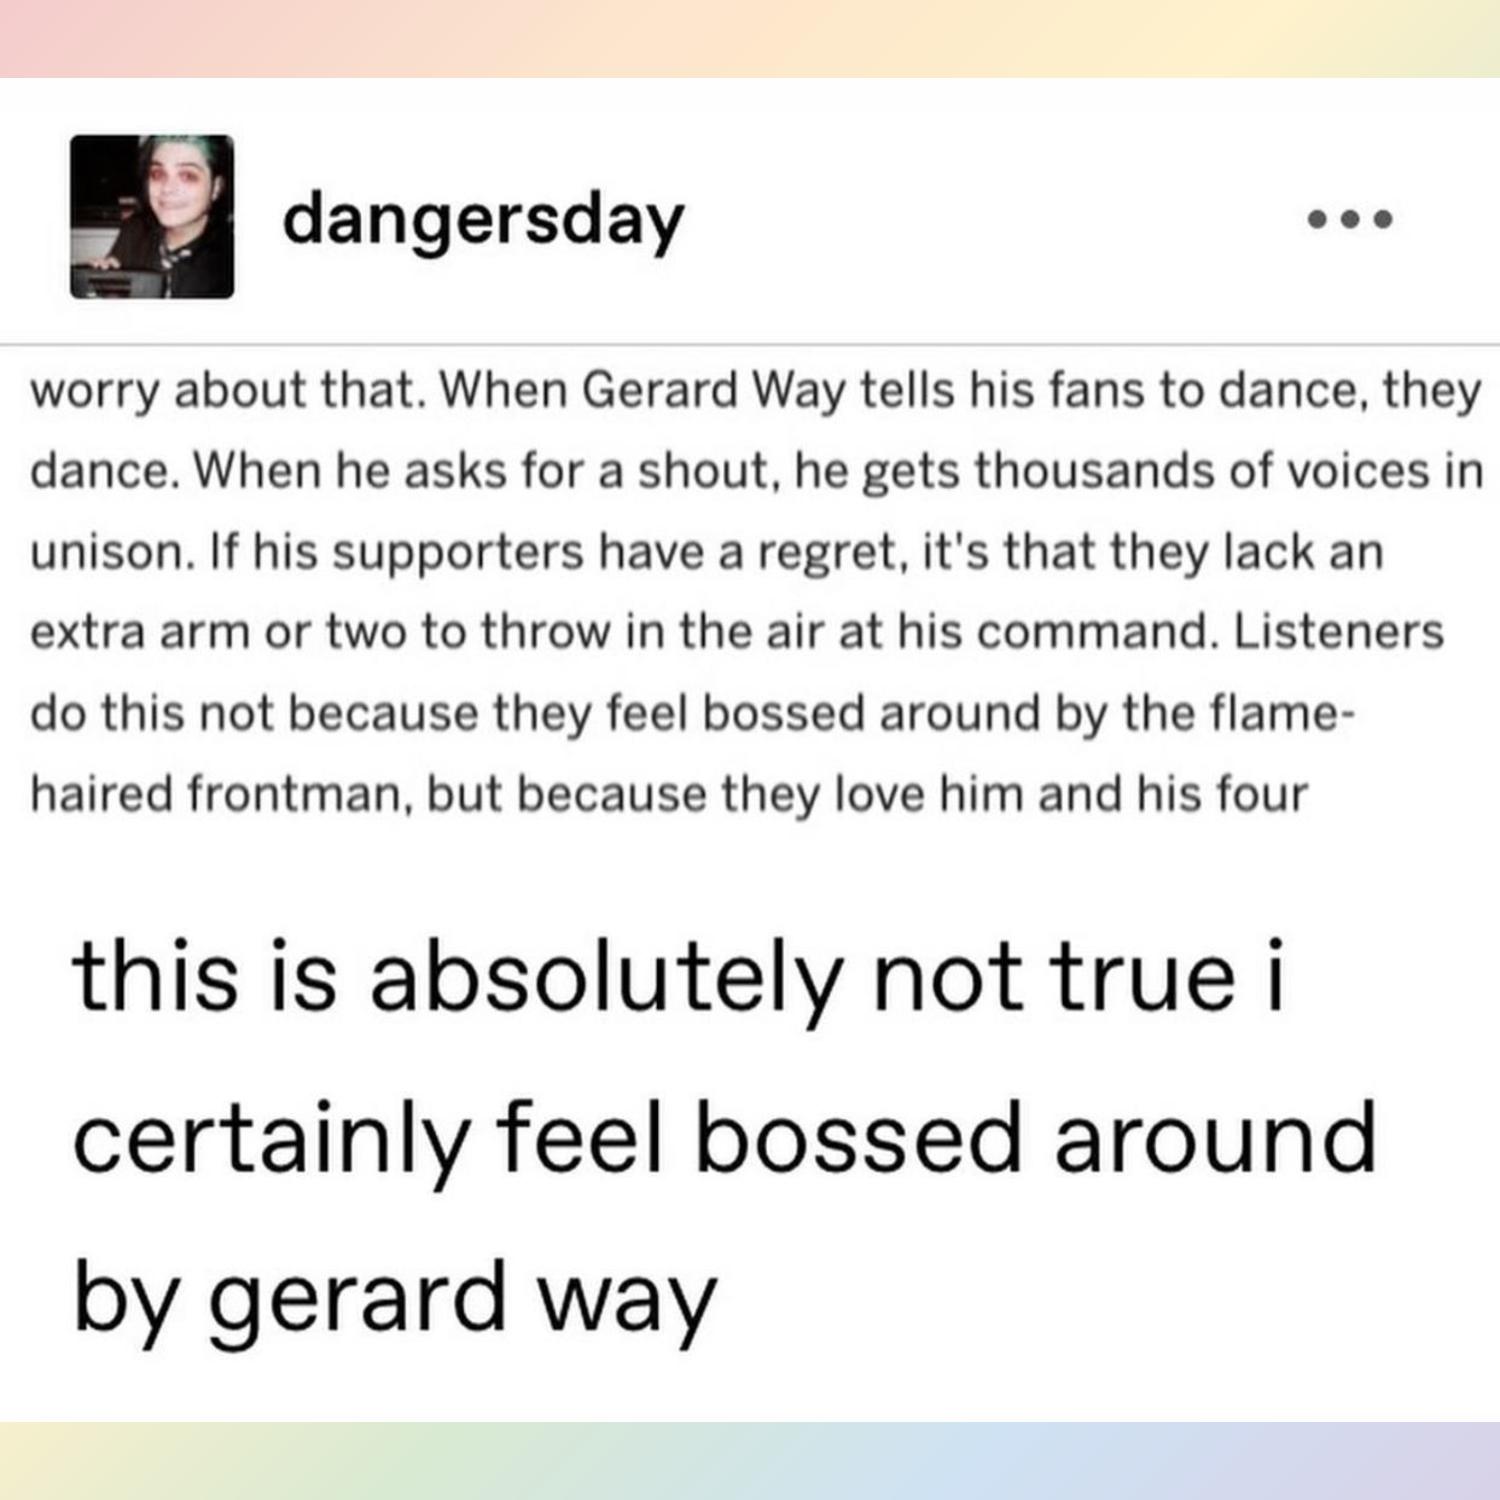 dangersday
worry about that. When Gerard Way tells his fans to dance, they
dance. When he asks for a shout, he gets thousands of voices in
unison. If his supporters have a regret, it's that they lack an
extra arm or two to throw in the air at his command. Listeners
do this not because they feel bossed around by the flame-
haired frontman, but because they love him and his four
this is absolutely not true i
certainly feel bossed around
by gerard way